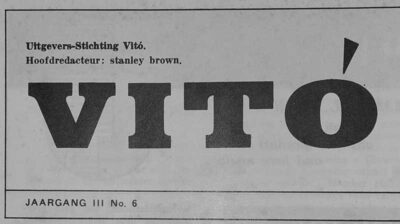 Uitgevers-Stichting Vitó.
Hoofdredacteur: stanley brown.
VITÓ
JAARGANG III No. 6